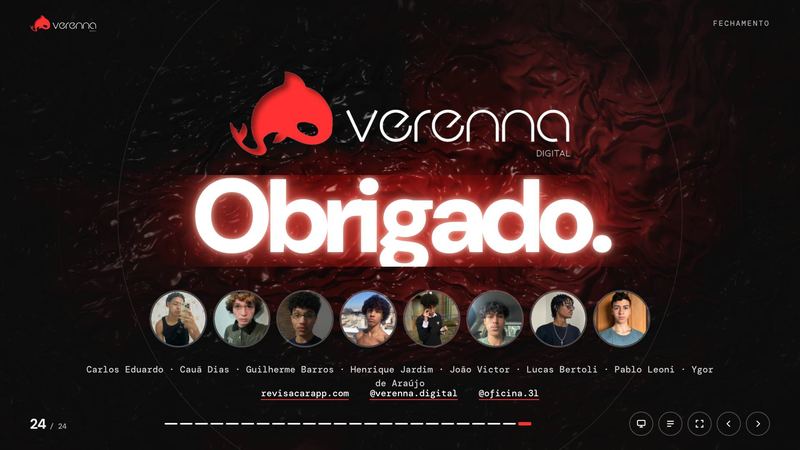 verenna
FECHAMENTO
verenna
DIGITAL
Obrigado.
Carlos Eduardo · Cauã Dias · Guilherme Barros · Henrique Jardim · João Victor · Lucas Bertoli · Pablo Leoni · Ygor
de Araújo
revisacarapp.com @verenna.digital @oficina.3l
24 / 24